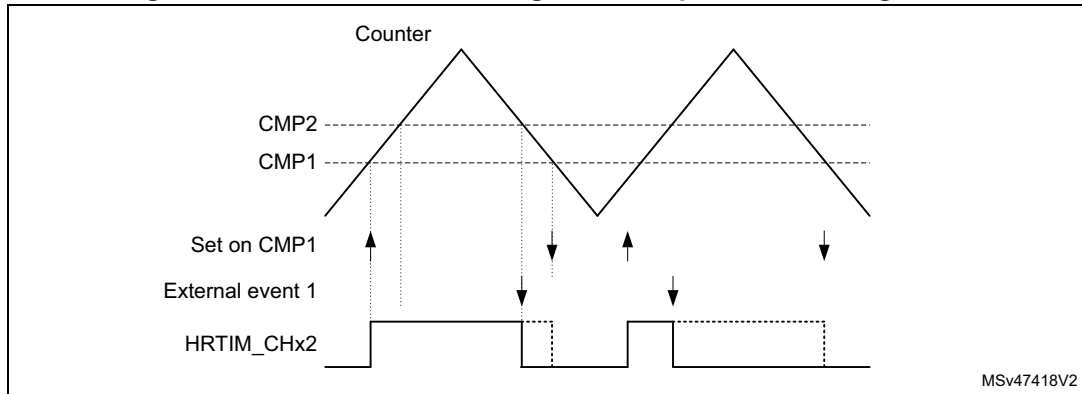 Counter
CMP2
CMP1
Set on CMP1
External event 1
HRTIM_CHx2
MSv47418V2